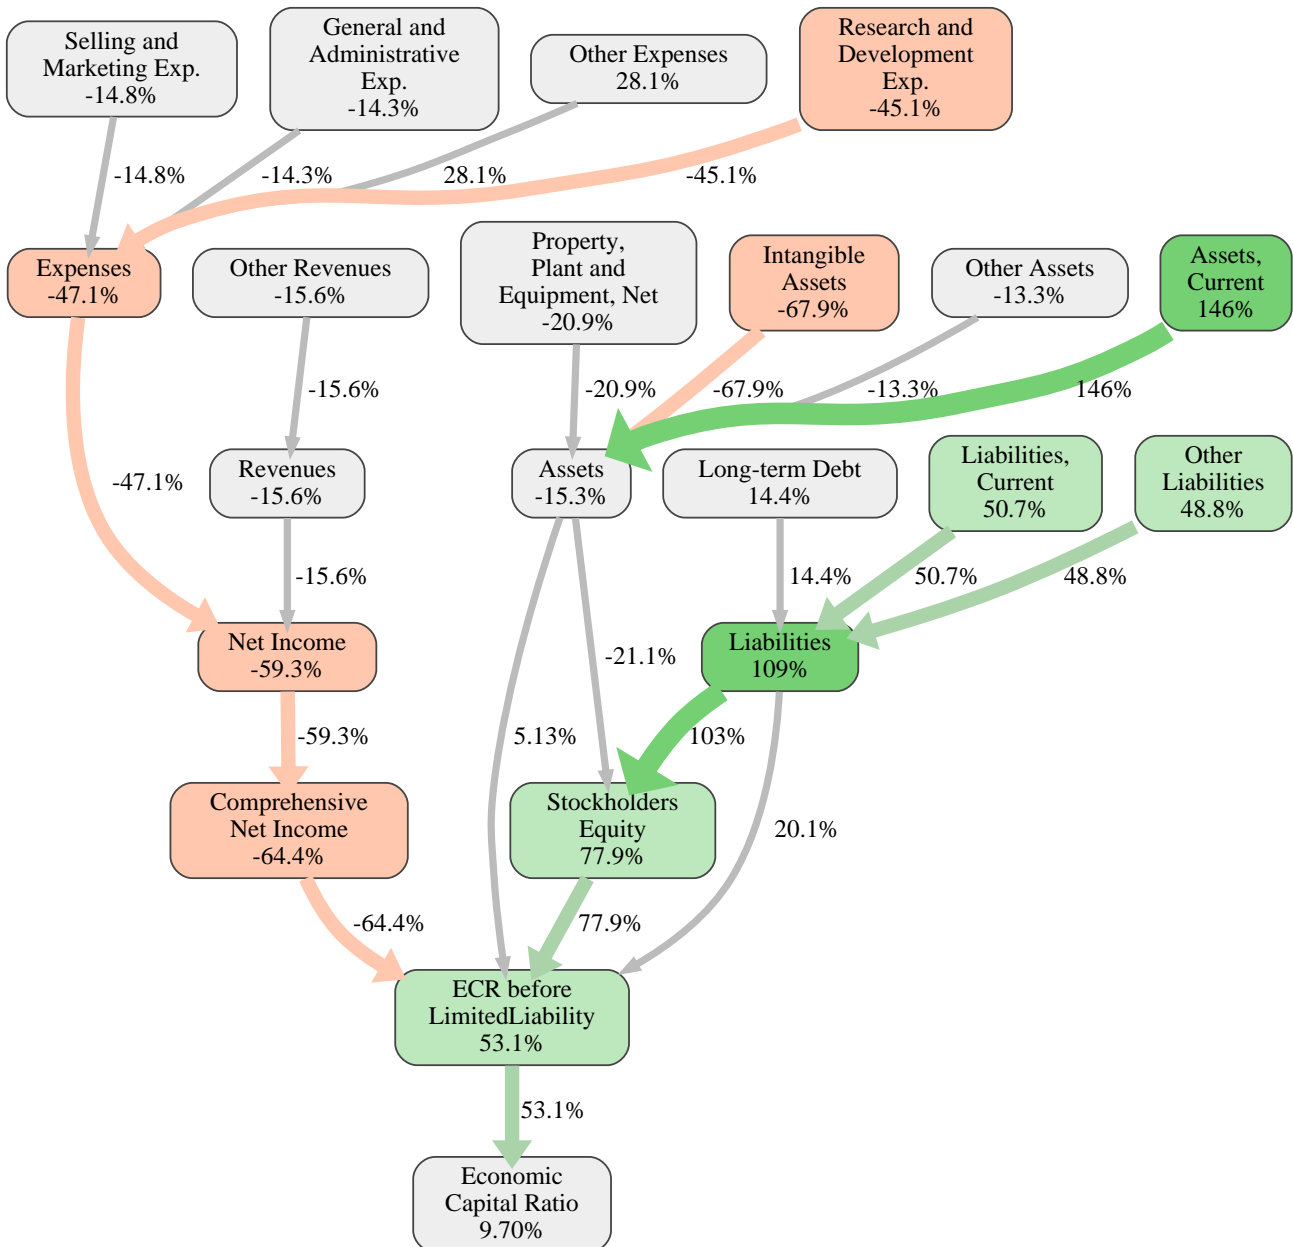 Selling and
Marketing Exp.
-14.8%
General and
Administrative
Exp.
-14.3%
Other Expenses
28.1%
Research and
Development
Exp.
-45.1%
-14.8%
-14.3%
28.1%
-45.1%
Expenses
-47.1%
Other Revenues
-15.6%
Property,
Plant and
Equipment, Net
-20.9%
Intangible
Assets
-67.9%
Other Assets
-13.3%
Assets,
Current
146%
-15.6%
-20.9%
-67.9%
-13.3%
146%
-47.1%
Revenues
-15.6%
Assets
-15.3%
Long-term Debt
14.4%
Liabilities,
Current
50.7%
Other
Liabilities
48.8%
-15.6%
14.4%
50.7%
48.8%
Net Income
-59.3%
-21.1%
Liabilities
109%
-59.3%
5.13%
103%
Comprehensive
Net Income
-64.4%
Stockholders
Equity
77.9%
20.1%
-64.4%
77.9%
ECR before
LimitedLiability
53.1%
53.1%
Economic
Capital Ratio
9.70%